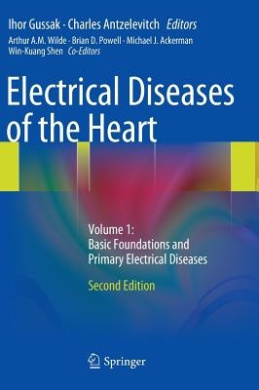 Ihor Gussak · Charles Antzelevitch Editors
Arthur A.M. Wilde · Brian D. Powell · Michael J. Ackerman
Win-Kuang Shen Co-Editors
Electrical Diseases
of the Heart
Volume 1:
Basic Foundations and
Primary Electrical Diseases
Second Edition
Springer